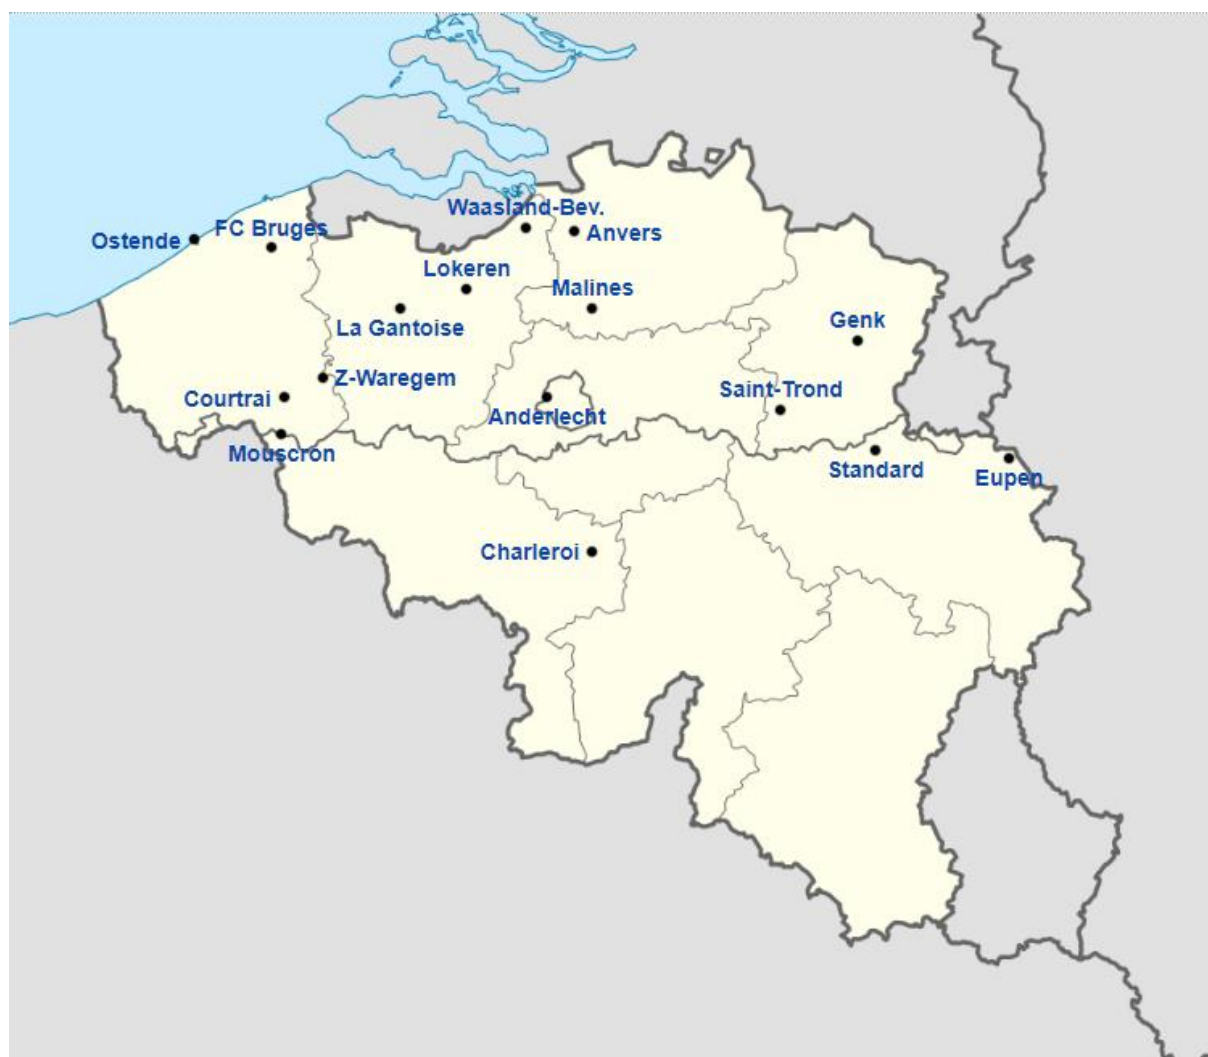 Waasland-Bev.
FC Bruges
Ostende
Anvers
Lokeren
Malines
La Gantoise
Genk
Z-Waregem
Courtrai
Saint-Trond
Anderlecht
Mouscron
Standard
Eupen
Charleroi